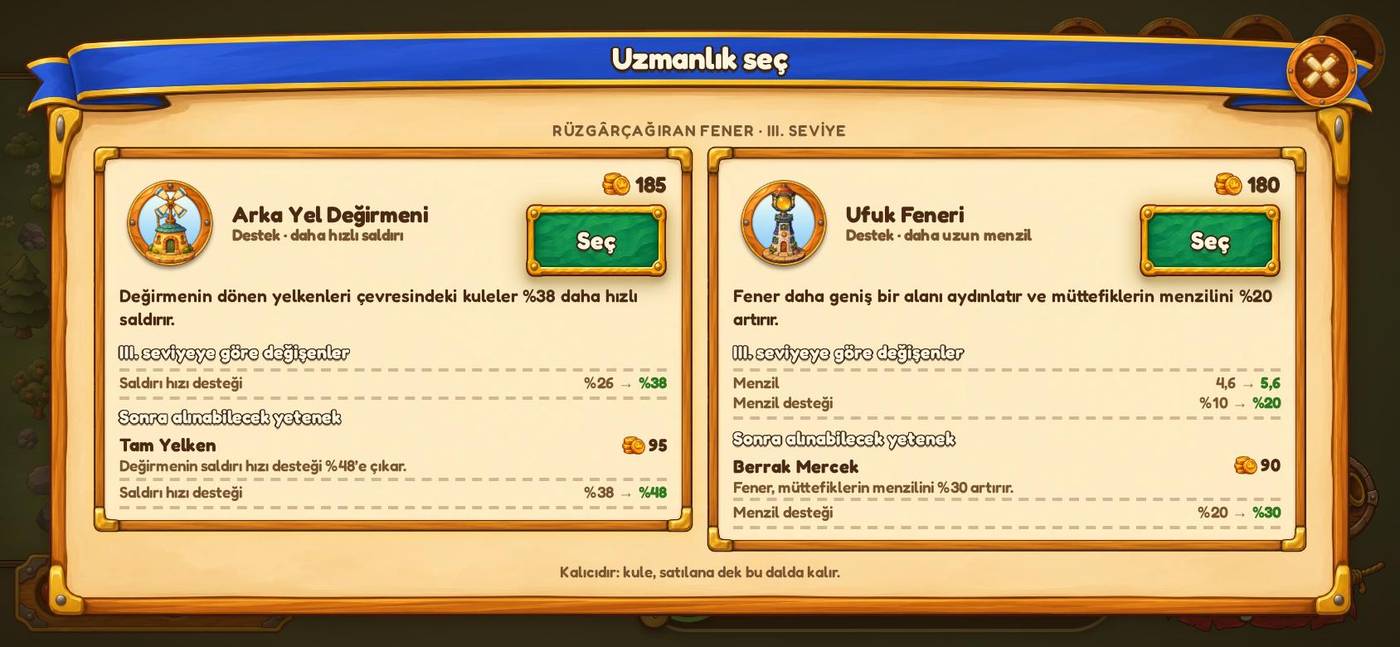 Uzmanlık seç
RÜZGÂRÇAĞIRAN FENER · III. SEVİYE
185
Arka Yel Değirmeni
Destek · daha hızlı saldırı
Seç
Değirmenin dönen yelkenleri çevresindeki kuleler %38 daha hızlı
saldırır.
III. seviyeye göre değişenler
Saldırı hızı desteği %26 → %38
Sonra alınabilecek yetenek
Tam Yelken 95
Değirmenin saldırı hızı desteği %48'e çıkar.
Saldırı hızı desteği %38 → %48
180
Ufuk Feneri
Destek · daha uzun menzil
Seç
Fener daha geniş bir alanı aydınlatır ve müttefiklerin menzilini %20
artırır.
III. seviyeye göre değişenler
Menzil 4,6 → 5,6
Menzil desteği %10 → %20
Sonra alınabilecek yetenek
Berrak Mercek 90
Fener, müttefiklerin menzilini %30 artırır.
Menzil desteği %20 → %30
Kalıcıdır: kule, satılana dek bu dalda kalır.